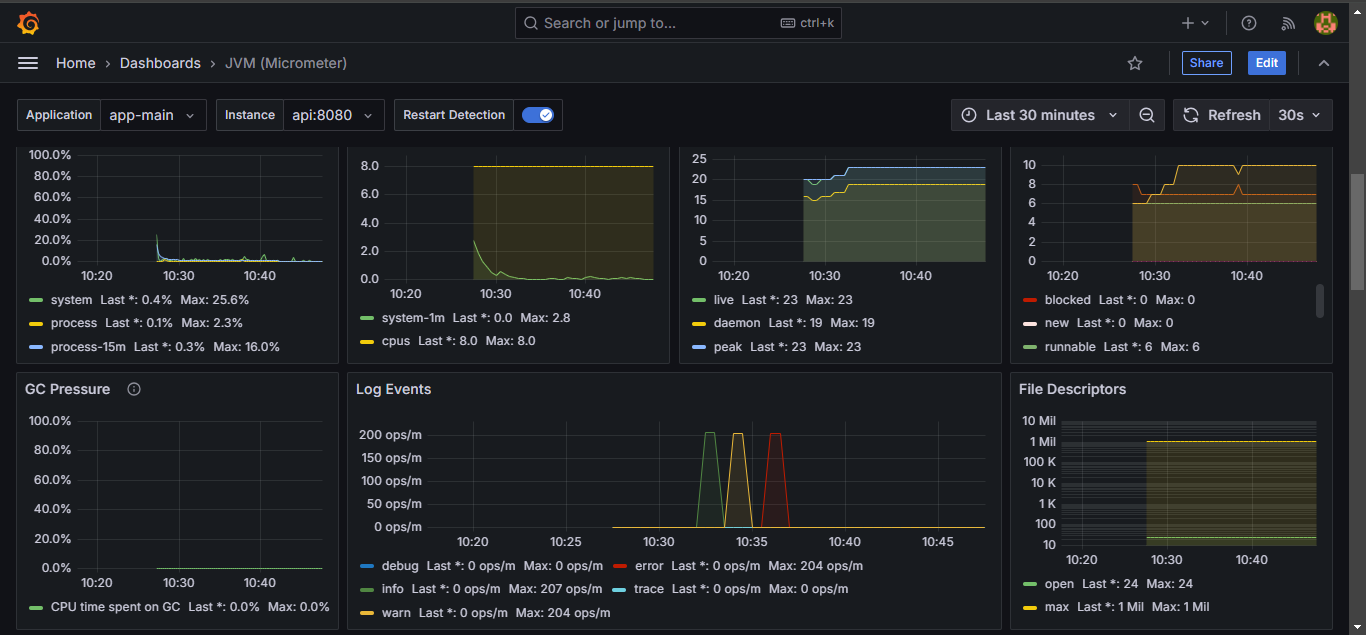 Search or jump to... ctrl+k
Home › Dashboards › JVM (Micrometer) Share Edit
Application app-main Instance api:8080 Restart Detection Last 30 minutes Refresh 30s
100.0%
80.0%
60.0%
40.0%
20.0%
0.0%
10:20 10:30 10:40
system Last *: 0.4% Max: 25.6%
process Last *: 0.1% Max: 2.3%
process-15m Last *: 0.3% Max: 16.0%
8.0
6.0
4.0
2.0
0.0
10:20 10:30 10:40
system-1m Last *: 0.0 Max: 2.8
cpus Last *: 8.0 Max: 8.0
25
20
15
10
5
0
10:20 10:30 10:40
live Last *: 23 Max: 23
daemon Last *: 19 Max: 19
peak Last *: 23 Max: 23
10
8
6
4
2
0
10:20 10:30 10:40
blocked Last *: 0 Max: 0
new Last *: 0 Max: 0
runnable Last *: 6 Max: 6
GC Pressure
100.0%
80.0%
60.0%
40.0%
20.0%
0.0%
10:20 10:30 10:40
CPU time spent on GC Last *: 0.0% Max: 0.0%
Log Events
200 ops/m
150 ops/m
100 ops/m
50 ops/m
0 ops/m
10:20 10:25 10:30 10:35 10:40 10:45
debug Last *: 0 ops/m Max: 0 ops/m error Last *: 0 ops/m Max: 204 ops/m
info Last *: 0 ops/m Max: 207 ops/m trace Last *: 0 ops/m Max: 0 ops/m
warn Last *: 0 ops/m Max: 204 ops/m
File Descriptors
10 Mil
1 Mil
100 K
10 K
1 K
100
10
10:20 10:30 10:40
open Last *: 24 Max: 24
max Last *: 1 Mil Max: 1 Mil